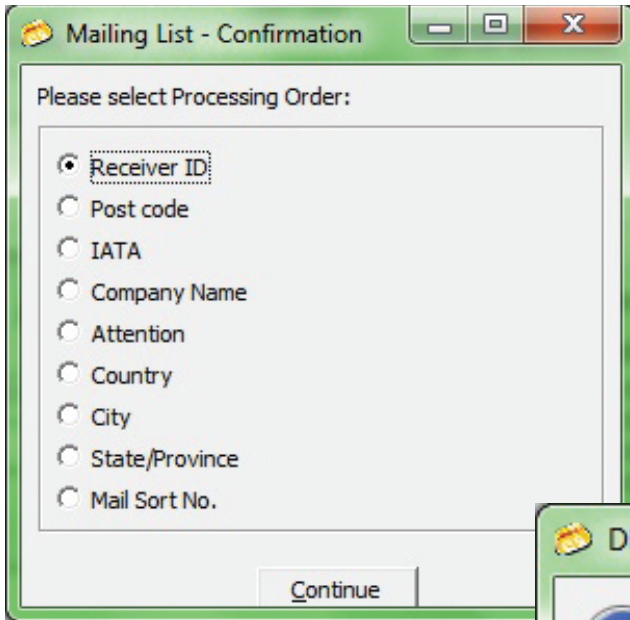 Mailing List - Confirmation
Please select Processing Order:
Receiver ID
Post code
IATA
Company Name
Attention
Country
City
State/Province
Mail Sort No.
D
Continue